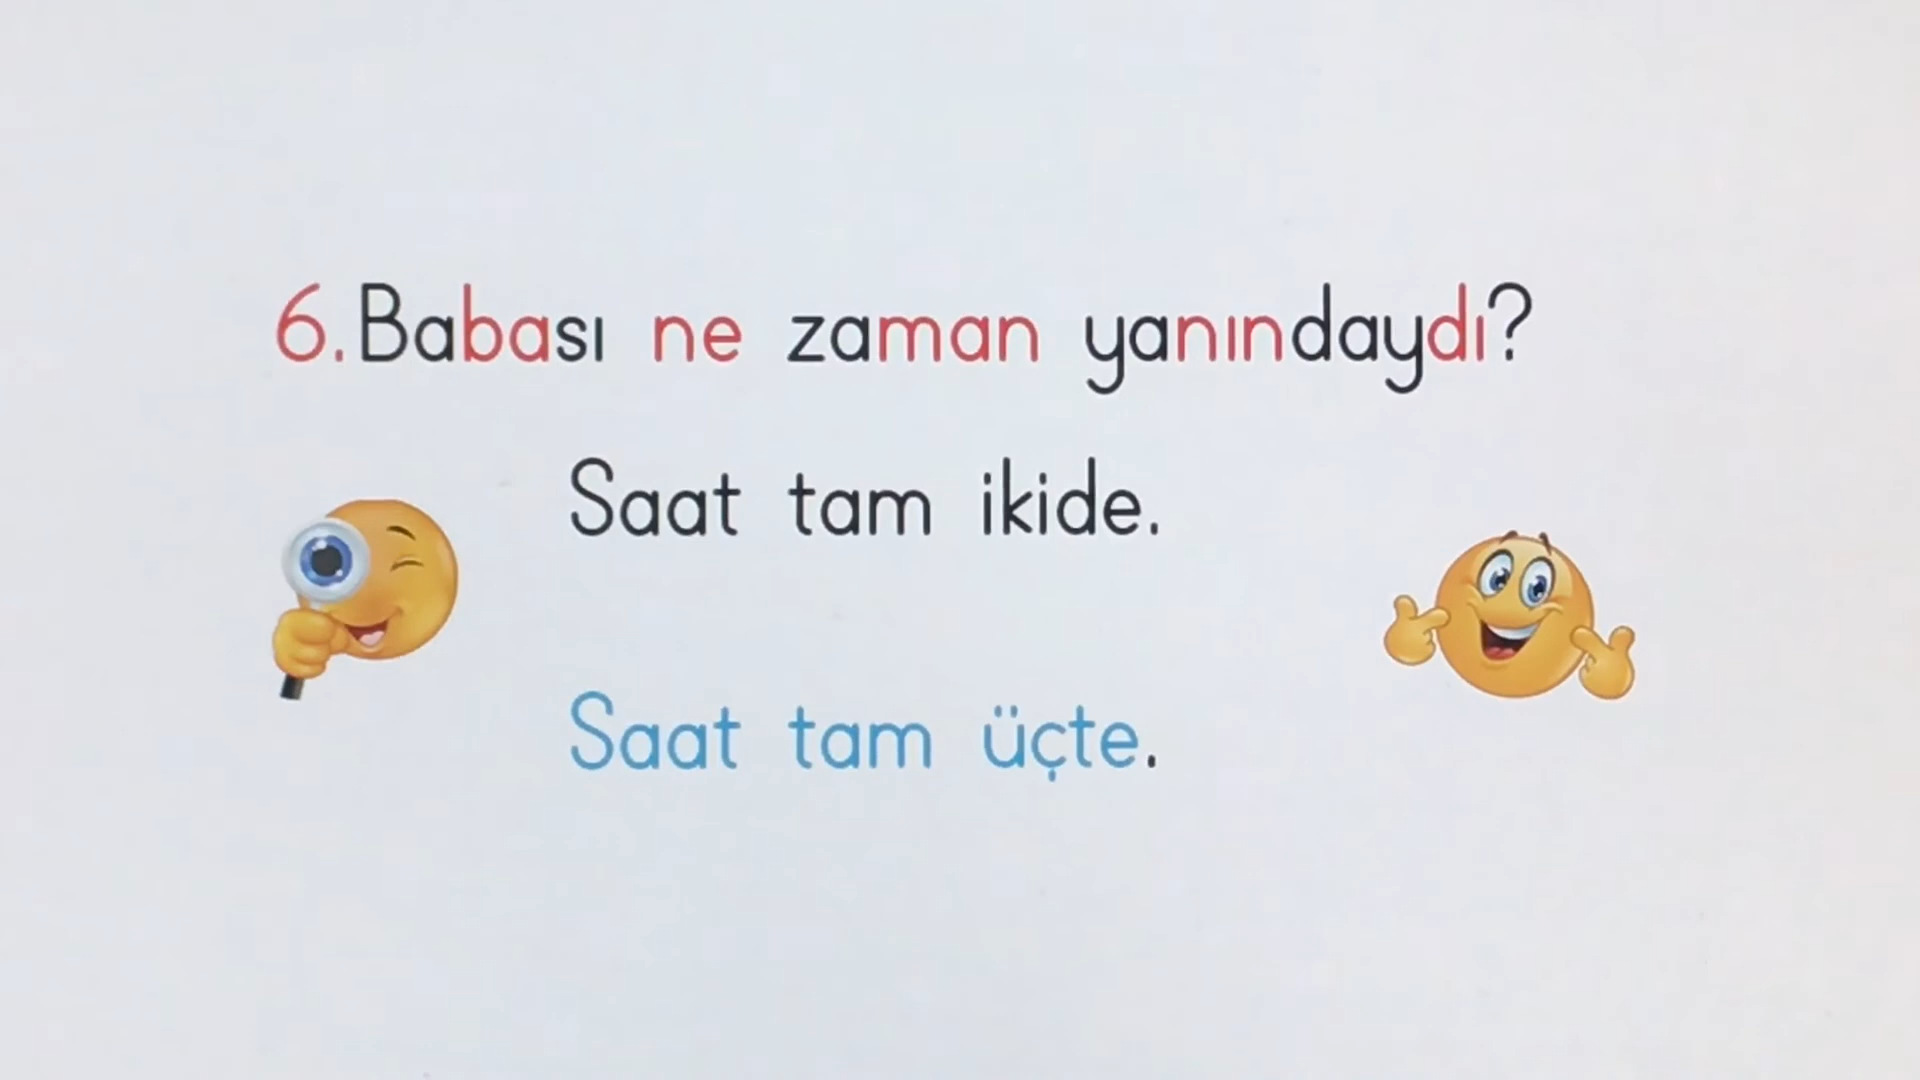 6.Babası ne zaman yanındaydı?
Saat tam ikide.
Saat tam üçte.